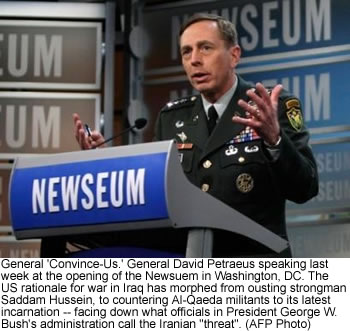 NEWSEUM
UM
UM
NEWSEUM
General 'Convince-Us.' General David Petraeus speaking last
week at the opening of the Newsuem in Washington, DC. The
US rationale for war in Iraq has morphed from ousting strongman
Saddam Hussein, to countering Al-Qaeda militants to its latest
incarnation -- facing down what officials in President George W.
Bush's administration call the Iranian "threat". (AFP Photo)